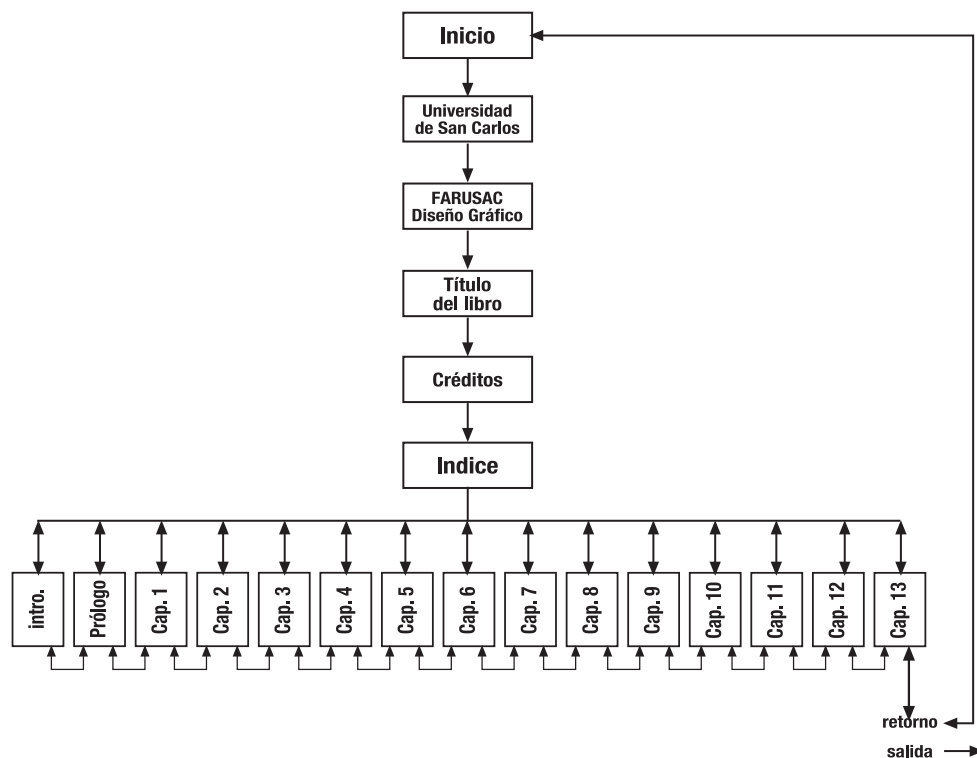 Inicio
Universidad
de San Carlos
FARUSAC
Diseño Gráfico
Título
del libro
Créditos
Indice
intro.
Prólogo
Cap. 1
Cap. 2
Cap. 3
Cap. 4
Cap. 5
Cap. 6
Cap. 7
Cap. 8
Cap. 9
Cap. 10
Cap. 11
Cap. 12
Cap. 13
retorno
salida